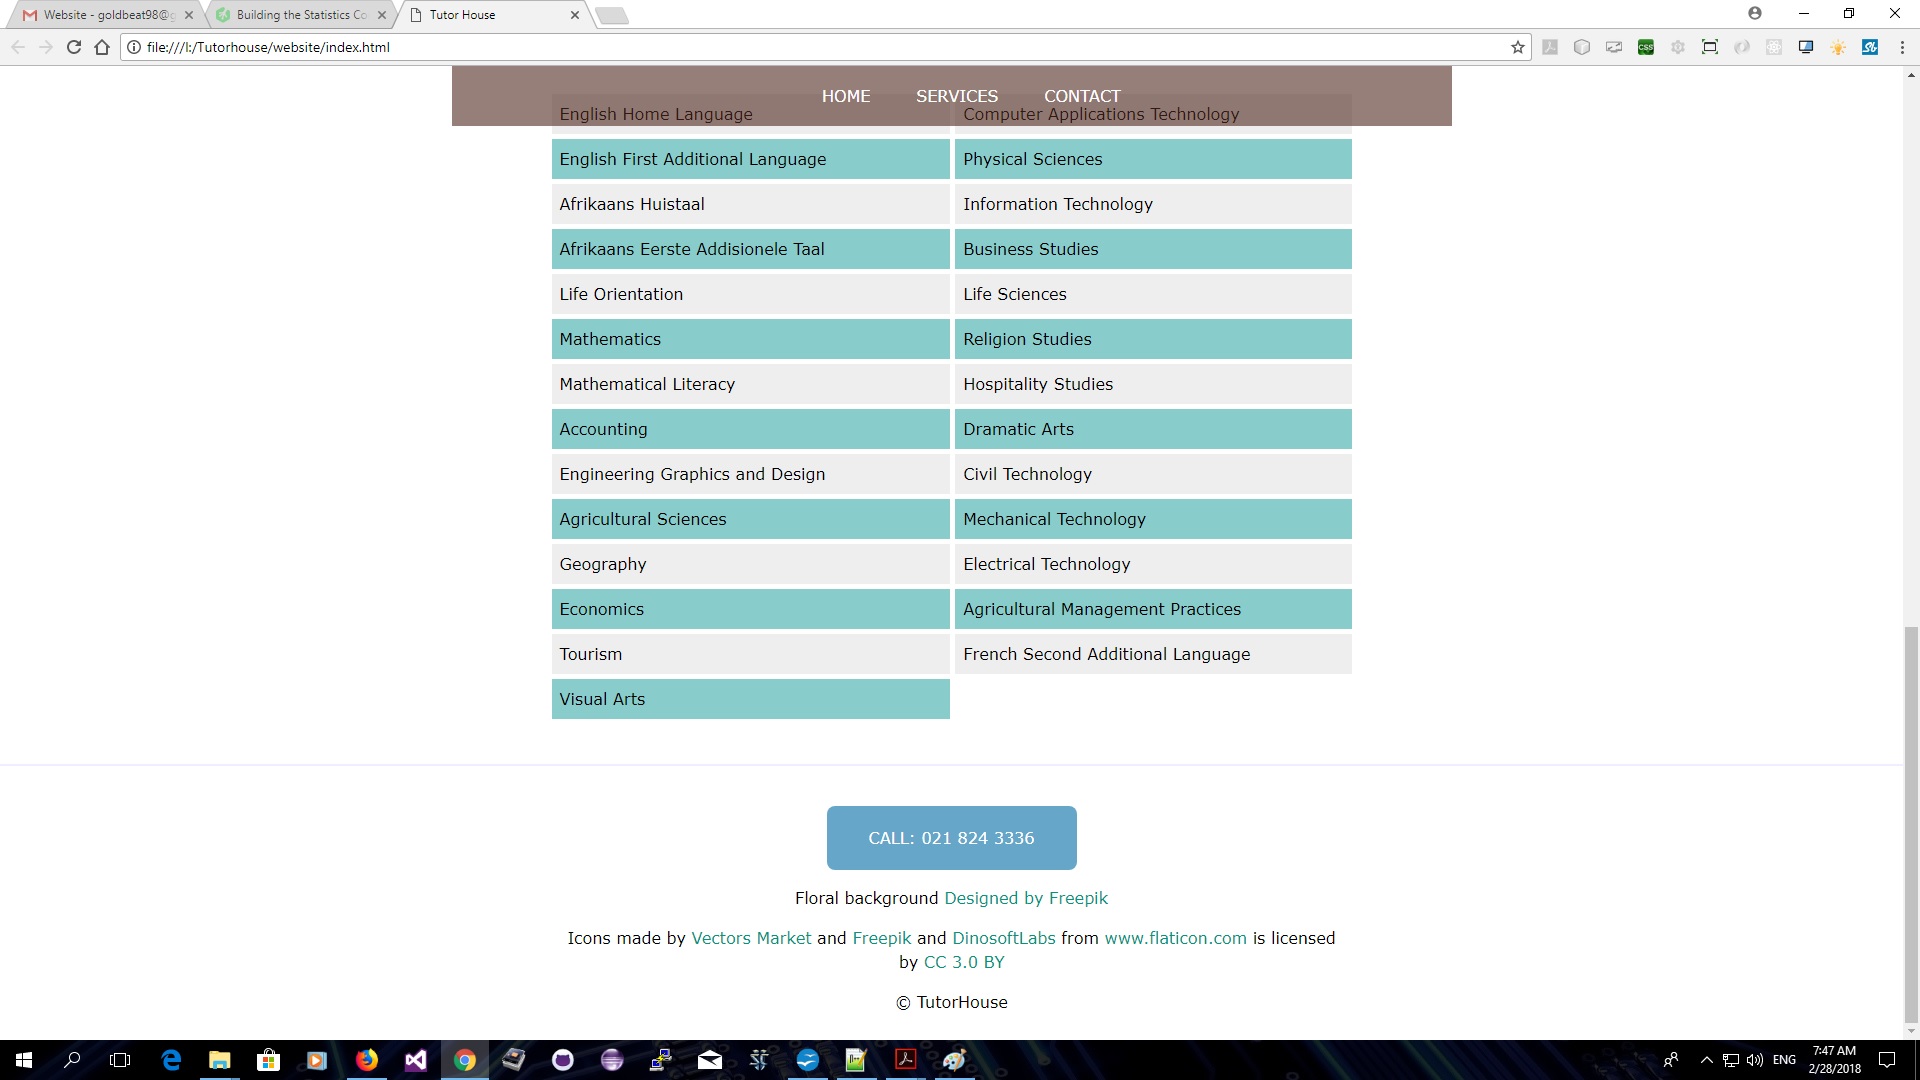 Website - goldbeat98@g
Building the Statistics Co
Tutor House
file:///I:/Tutorhouse/website/index.html
HOME SERVICES CONTACT
English Home Language Computer Applications Technology
English First Additional Language Physical Sciences
Afrikaans Huistaal Information Technology
Afrikaans Eerste Addisionele Taal Business Studies
Life Orientation Life Sciences
Mathematics Religion Studies
Mathematical Literacy Hospitality Studies
Accounting Dramatic Arts
Engineering Graphics and Design Civil Technology
Agricultural Sciences Mechanical Technology
Geography Electrical Technology
Economics Agricultural Management Practices
Tourism French Second Additional Language
Visual Arts
CALL: 021 824 3336
Floral background Designed by Freepik
Icons made by Vectors Market and Freepik and DinosoftLabs from www.flaticon.com is licensed
by CC 3.0 BY
© TutorHouse
ENG
7:47 AM
2/28/2018